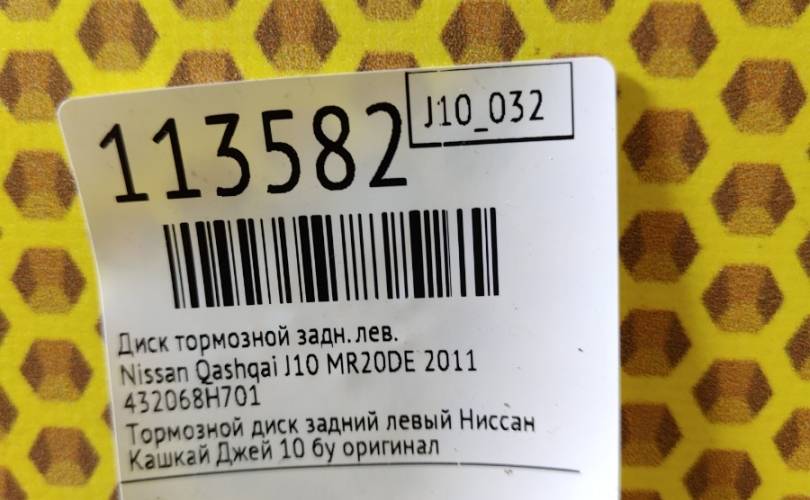 113582
J10_032
Диск тормозной задн. лев.
Nissan Qashqai J10 MR20DE 2011
432068H701
Тормозной диск задний левый Ниссан
Кашкай Джей 10 бу оригинал